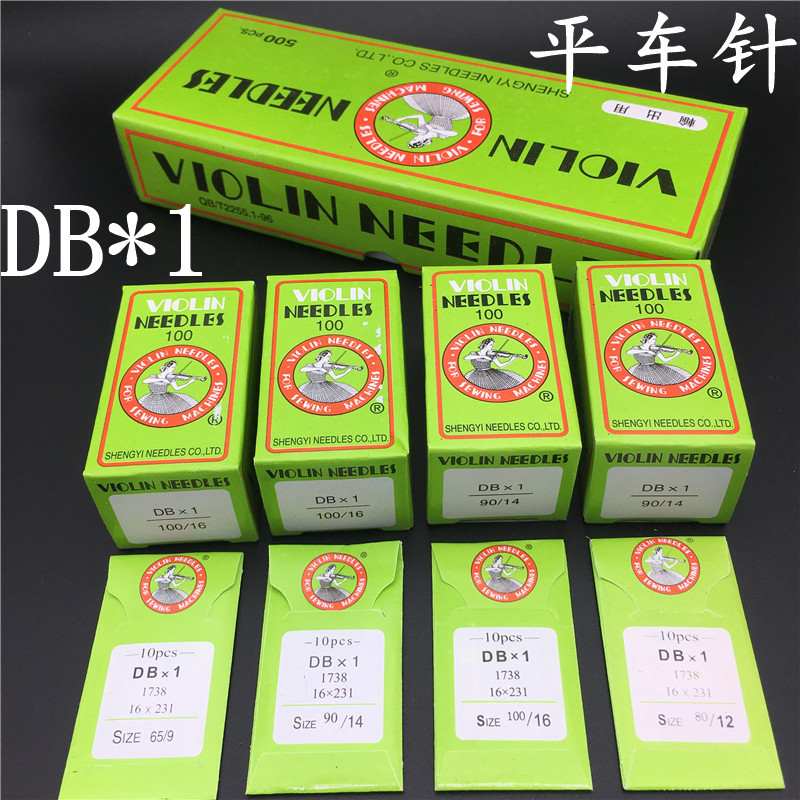 平车针
DB*1
500 PCS.
SHENGYI NEEDLES CO.,LTD.
®
VIOLIN NEEDLES
VIOLIN NEEDLES FOR SEWING MACHINES
輸出用
VIOLIN NEEDLES
QB/T2255.1-96
VIOLIN
NEEDLES
100
VIOLIN NEEDLES
FOR SEWING MACHINES
®
SHENGYI NEEDLES CO.,LTD.
VIOLIN NEEDLES
DB×1
100/16
VIOLIN
NEEDLES
100
VIOLIN NEEDLES
FOR SEWING MACHINES
®
SHENGYI NEEDLES CO.,LTD.
VIOLIN NEEDLES
DB×1
100/16
VIOLIN
NEEDLES
100
VIOLIN NEEDLES
FOR SEWING MACHINES
®
SHENGYI NEEDLES CO.,LTD.
VIOLIN NEEDLES
DB×1
90/14
VIOLIN
NEEDLES
100
VIOLIN NEEDLES
FOR SEWING MACHINES
®
SHENGYI NEEDLES CO.,LTD.
VIOLIN NEEDLES
DB×1
90/14
VIOLIN NEEDLES
FOR SEWING MACHINES
®
—10pcs—
DB×1
1738
16×231
SIZE 65/9
VIOLIN NEEDLES
FOR SEWING MACHINES
®
—10pcs—
DB×1
1738
16×231
SIZE 90/14
VIOLIN NEEDLES
FOR SEWING MACHINES
®
—10pcs—
DB×1
1738
16×231
SIZE 100/16
VIOLIN NEEDLES
FOR SEWING MACHINES
®
—10pcs—
DB×1
1738
16×231
SIZE 80/12